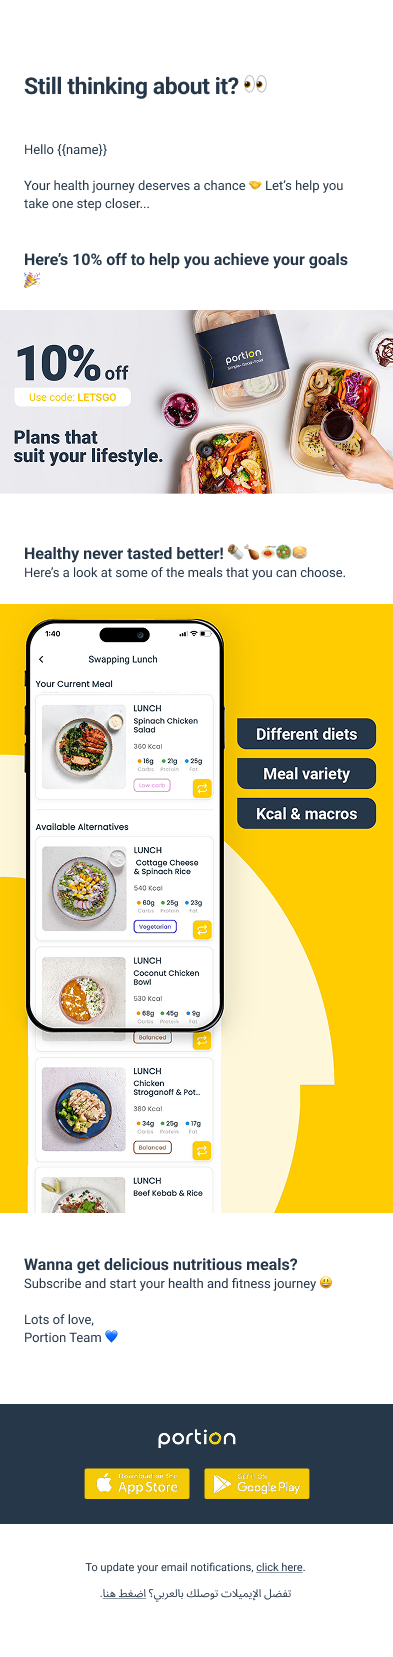 Still thinking about it? 👀
Hello {{name}}
Your health journey deserves a chance 🤝 Let's help you
take one step closer...
Here's 10% off to help you achieve your goals
🎉
10% off
Use code: LETSGO
Plans that
suit your lifestyle.
portion
Healthy never tasted better! 🌯🍗🍝🥗🥞
Here's a look at some of the meals that you can choose.
1:40
Swapping Lunch
Your Current Meal
LUNCH
Spinach Chicken
Salad
360 Kcal
16g 21g 25g
Carbs Protein Fat
Low carb
Available Alternatives
LUNCH
Cottage Cheese
& Spinach Rice
540 Kcal
60g 25g 23g
Carbs Protein Fat
Vegetarian
LUNCH
Coconut Chicken
Bowl
530 Kcal
68g 45g 9g
Carbs Protein Fat
Balanced
LUNCH
Chicken
Stroganoff & Pot...
380 Kcal
34g 25g 17g
Carbs Protein Fat
Balanced
LUNCH
Beef Kebab & Rice
Different diets
Meal variety
Kcal & macros
Wanna get delicious nutritious meals?
Subscribe and start your health and fitness journey 😃
Lots of love,
Portion Team 💙
portion
Download on the
App Store
GET IT ON
Google Play
To update your email notifications, click here.
تفضل الإيميلات توصلك بالعربي؟ اضغط هنا.